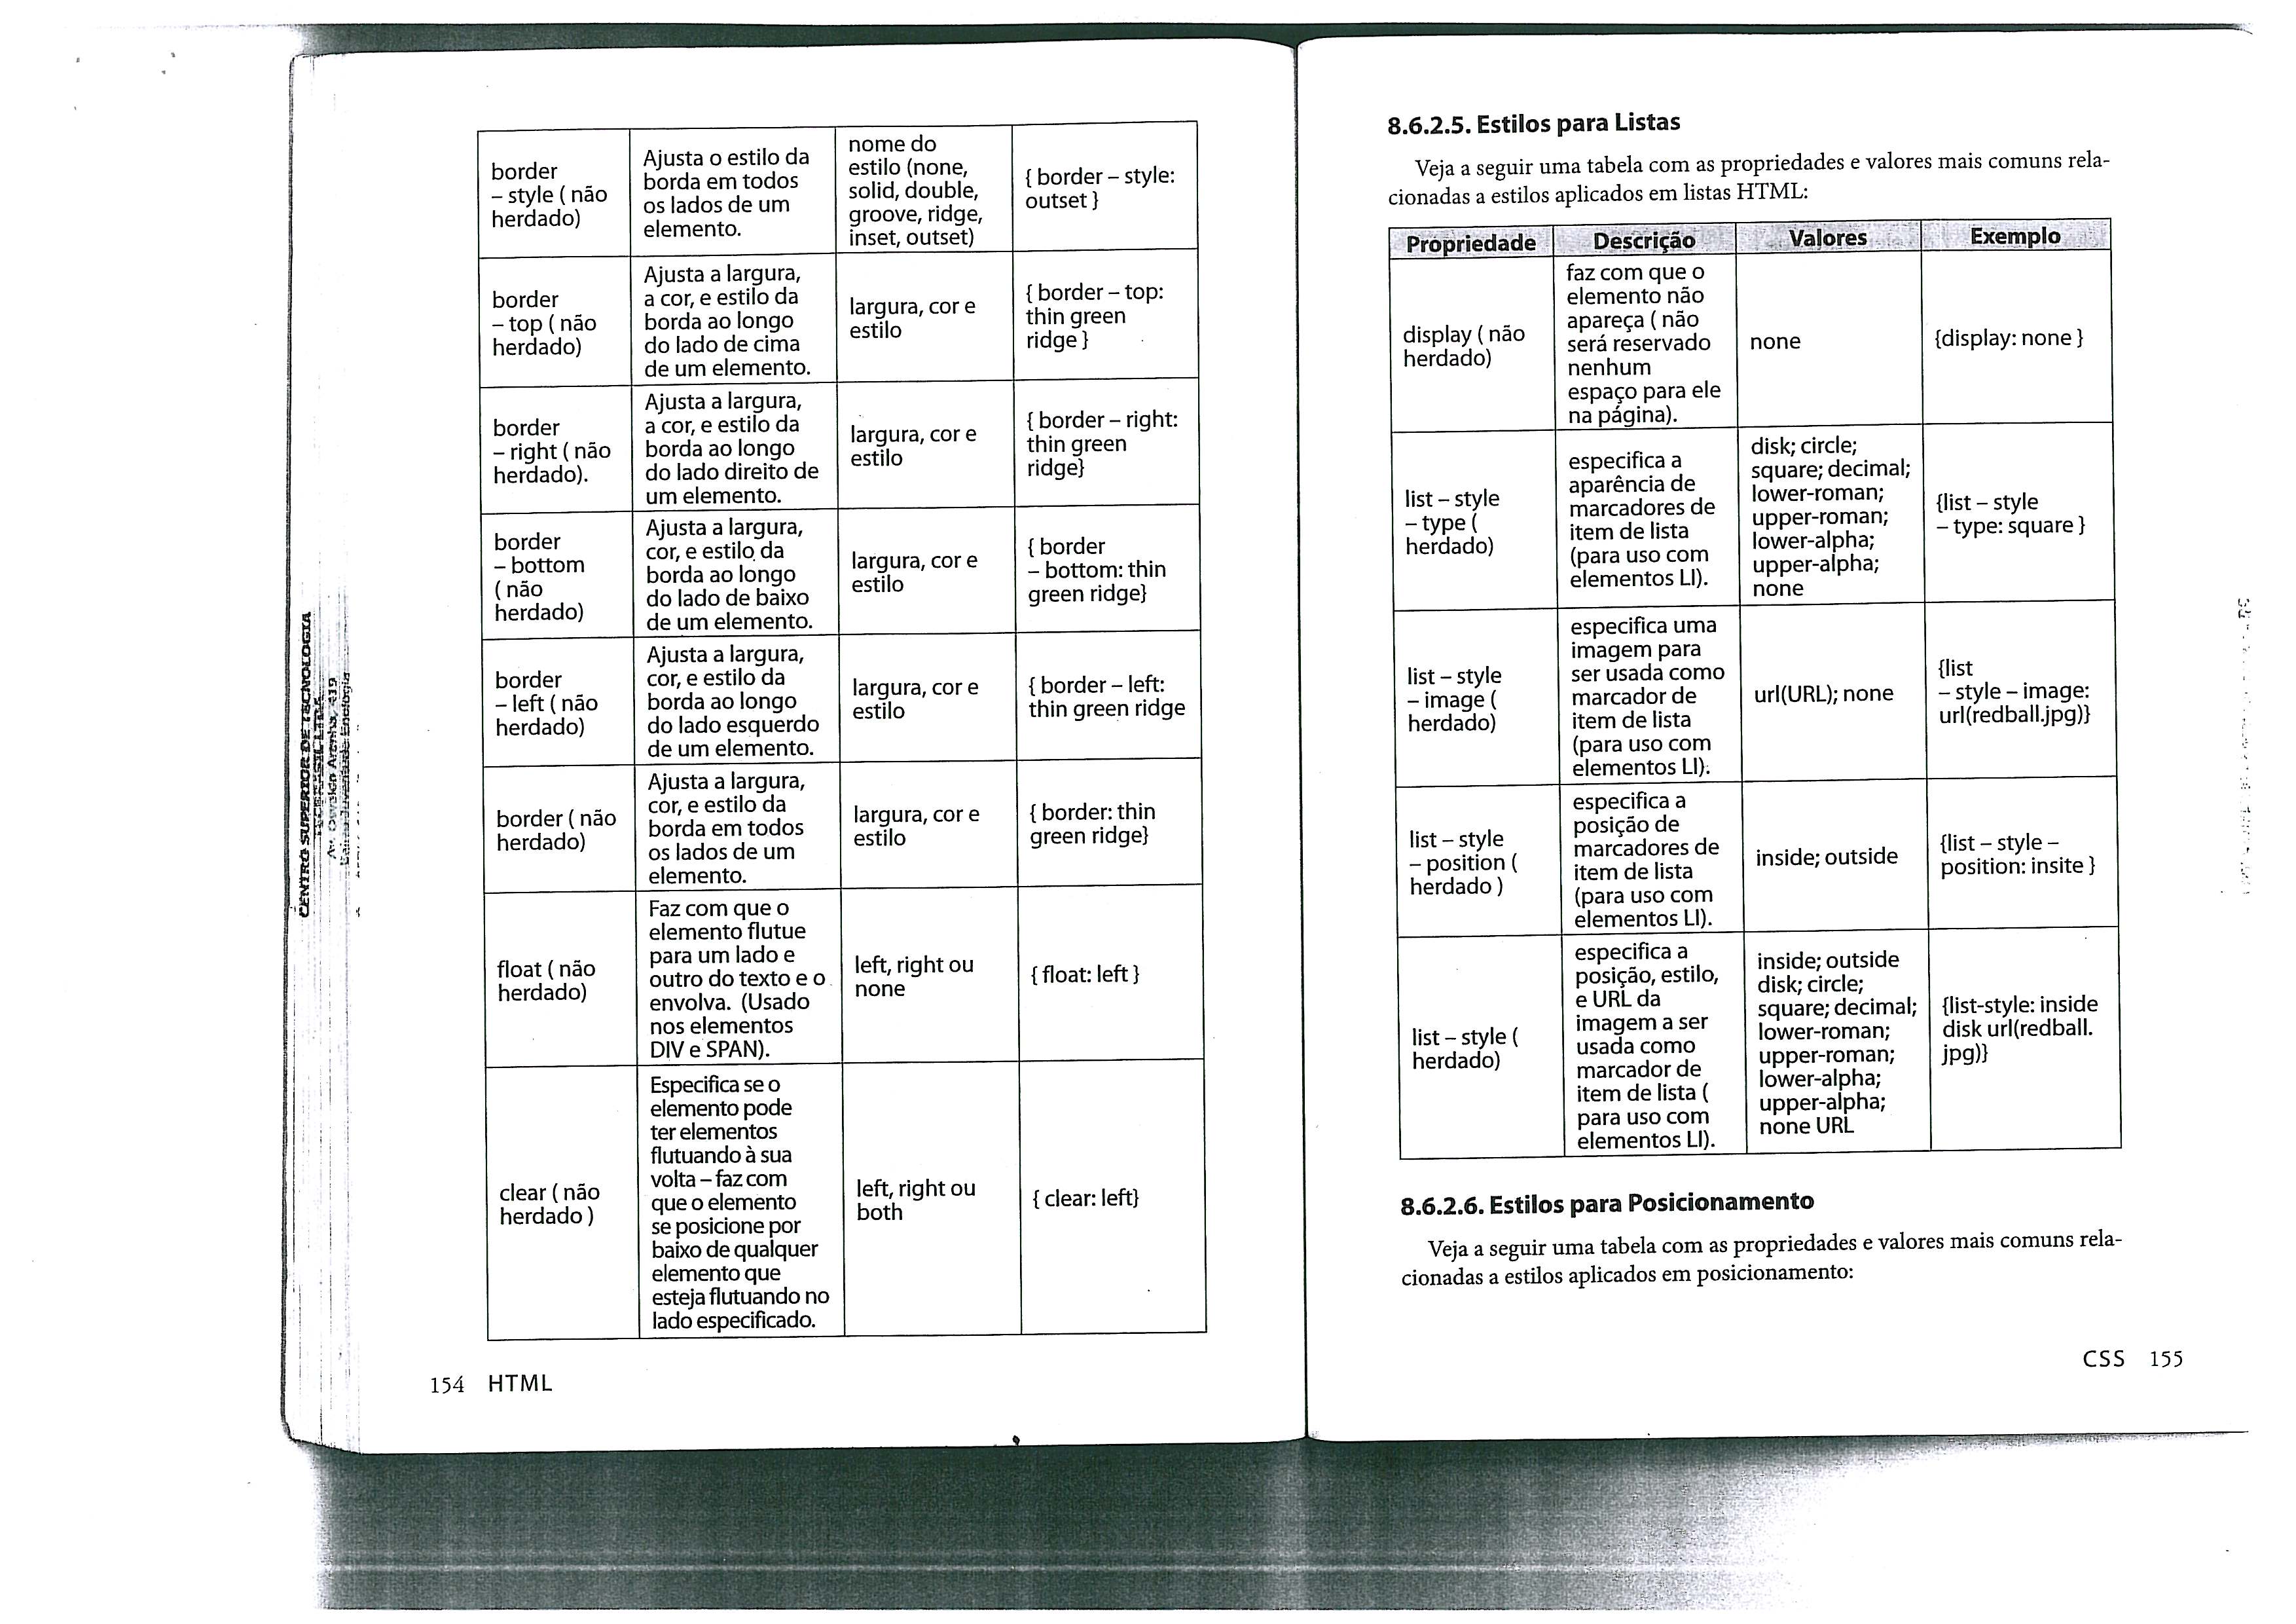 border
– style ( não
herdado)
Ajusta o estilo da
borda em todos
os lados de um
elemento.
nome do
estilo (none,
solid, double,
groove, ridge,
inset, outset)
{ border – style:
outset }
border
– top ( não
herdado)
Ajusta a largura,
a cor, e estilo da
borda ao longo
do lado de cima
de um elemento.
largura, cor e
estilo
{ border – top:
thin green
ridge }
border
– right ( não
herdado).
Ajusta a largura,
a cor, e estilo da
borda ao longo
do lado direito de
um elemento.
largura, cor e
estilo
{ border – right:
thin green
ridge}
border
– bottom
( não
herdado)
Ajusta a largura,
cor, e estilo da
borda ao longo
do lado de baixo
de um elemento.
largura, cor e
estilo
{ border
– bottom: thin
green ridge}
border
– left ( não
herdado)
Ajusta a largura,
cor, e estilo da
borda ao longo
do lado esquerdo
de um elemento.
largura, cor e
estilo
{ border – left:
thin green ridge
border ( não
herdado)
Ajusta a largura,
cor, e estilo da
borda em todos
os lados de um
elemento.
largura, cor e
estilo
{ border: thin
green ridge}
float ( não
herdado)
Faz com que o
elemento flutue
para um lado e
outro do texto e o
envolva. (Usado
nos elementos
DIV e SPAN).
left, right ou
none
{ float: left }
clear ( não
herdado )
Especifica se o
elemento pode
ter elementos
flutuando à sua
volta – faz com
que o elemento
se posicione por
baixo de qualquer
elemento que
esteja flutuando no
lado especificado.
left, right ou
both
{ clear: left}
154 HTML
CENTRO SUPERIOR DE TECNOLOGIA
8.6.2.5. Estilos para Listas
Veja a seguir uma tabela com as propriedades e valores mais comuns rela-
cionadas a estilos aplicados em listas HTML:
Propriedade Descrição Valores Exemplo
display ( não
herdado)
faz com que o
elemento não
apareça ( não
será reservado
nenhum
espaço para ele
na página).
none
{display: none }
list – style
– type (
herdado)
especifica a
aparência de
marcadores de
item de lista
(para uso com
elementos LI).
disk; circle;
square; decimal;
lower-roman;
upper-roman;
lower-alpha;
upper-alpha;
none
{list – style
– type: square }
list – style
– image (
herdado)
especifica uma
imagem para
ser usada como
marcador de
item de lista
(para uso com
elementos LI).
url(URL); none
{list
– style – image:
url(redball.jpg)}
list – style
– position (
herdado )
especifica a
posição de
marcadores de
item de lista
(para uso com
elementos LI).
inside; outside
{list – style –
position: insite }
list – style (
herdado)
especifica a
posição, estilo,
e URL da
imagem a ser
usada como
marcador de
item de lista (
para uso com
elementos LI).
inside; outside
disk; circle;
square; decimal;
lower-roman;
upper-roman;
lower-alpha;
upper-alpha;
none URL
{list-style: inside
disk url(redball.
jpg)}
8.6.2.6. Estilos para Posicionamento
Veja a seguir uma tabela com as propriedades e valores mais comuns rela-
cionadas a estilos aplicados em posicionamento:
CSS 155